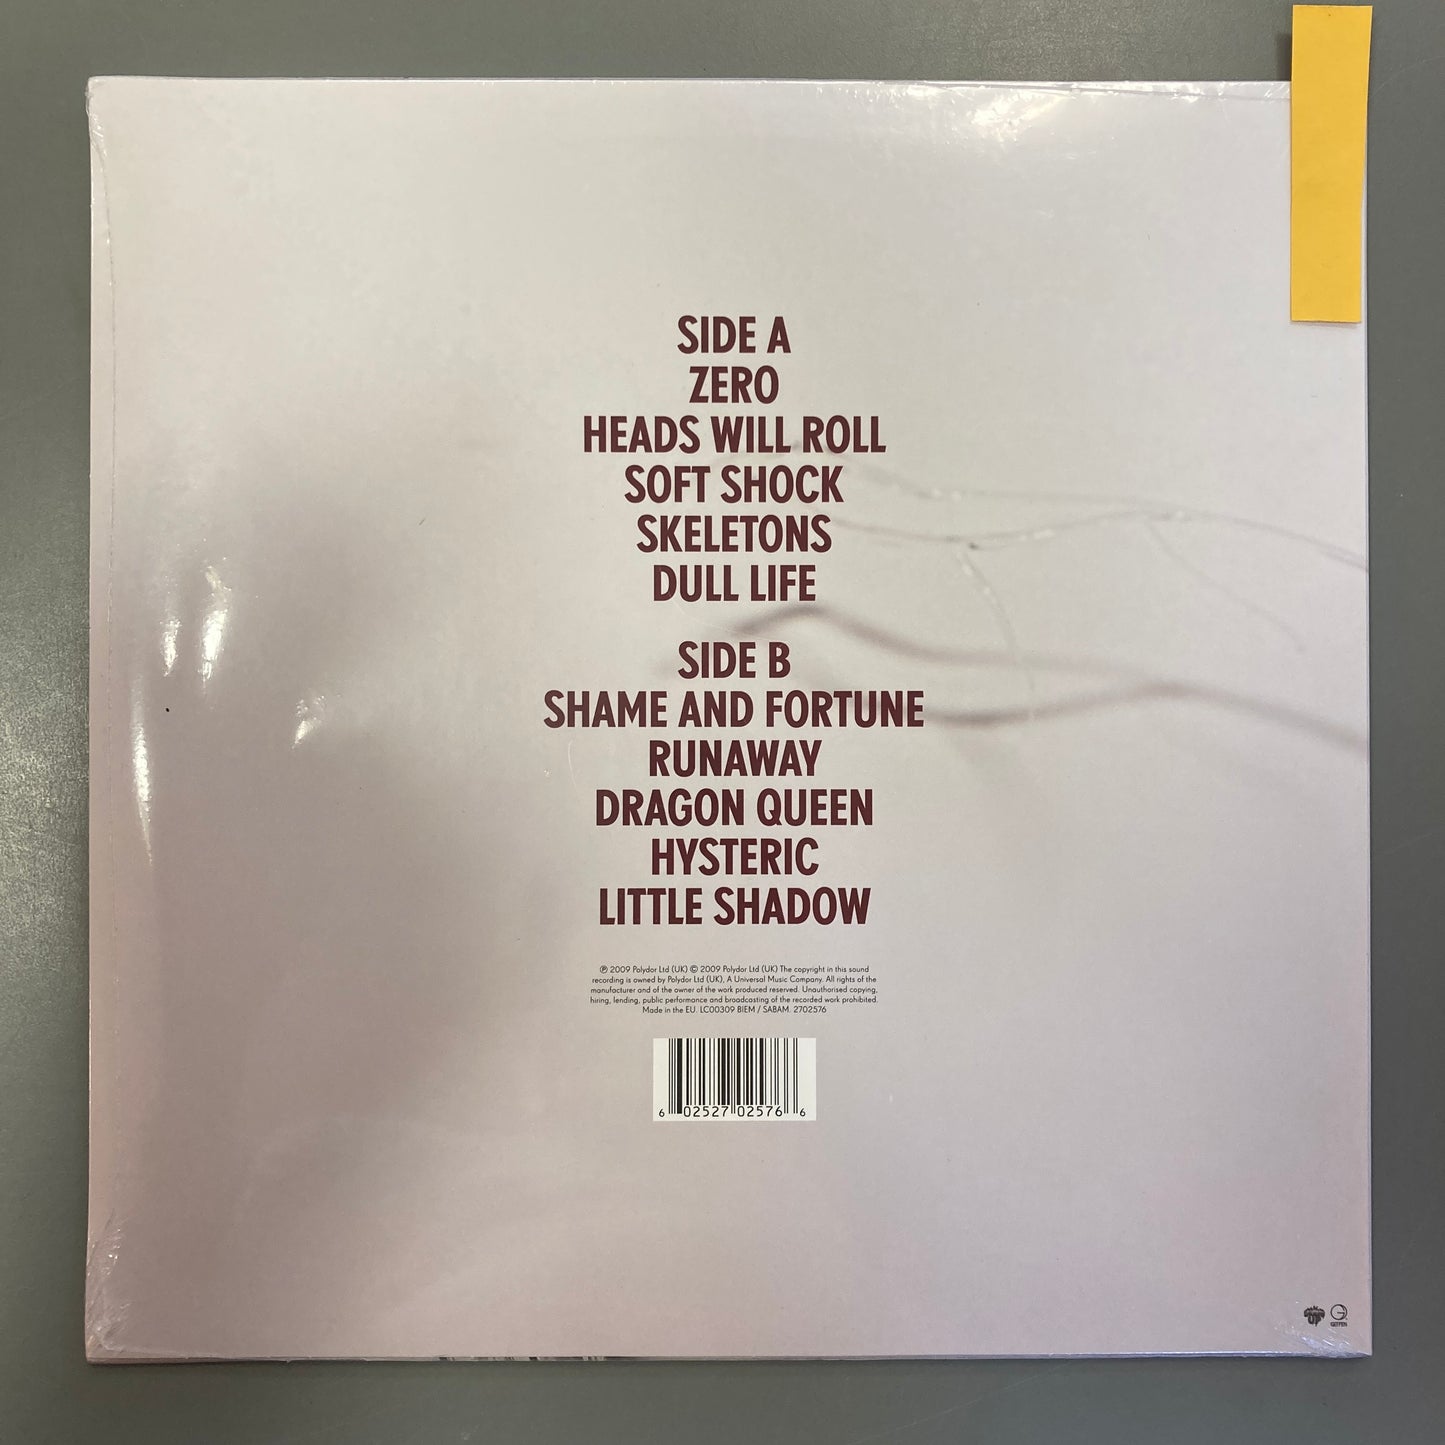 SIDE A
ZERO
HEADS WILL ROLL
SOFT SHOCK
SKELETONS
DULL LIFE
SIDE B
SHAME AND FORTUNE
RUNAWAY
DRAGON QUEEN
HYSTERIC
LITTLE SHADOW
℗ 2009 Polydor Ltd (UK) © 2009 Polydor Ltd (UK) The copyright in this sound
recording is owned by Polydor Ltd (UK), A Universal Music Company. All rights of the
manufacturer and of the owner of the work produced reserved. Unauthorised copying,
hiring, lending, public performance and broadcasting of the recorded work prohibited.
Made in the EU. LC00309 BIEM / SABAM. 2702576
6 02527 02576 6
GEFFEN